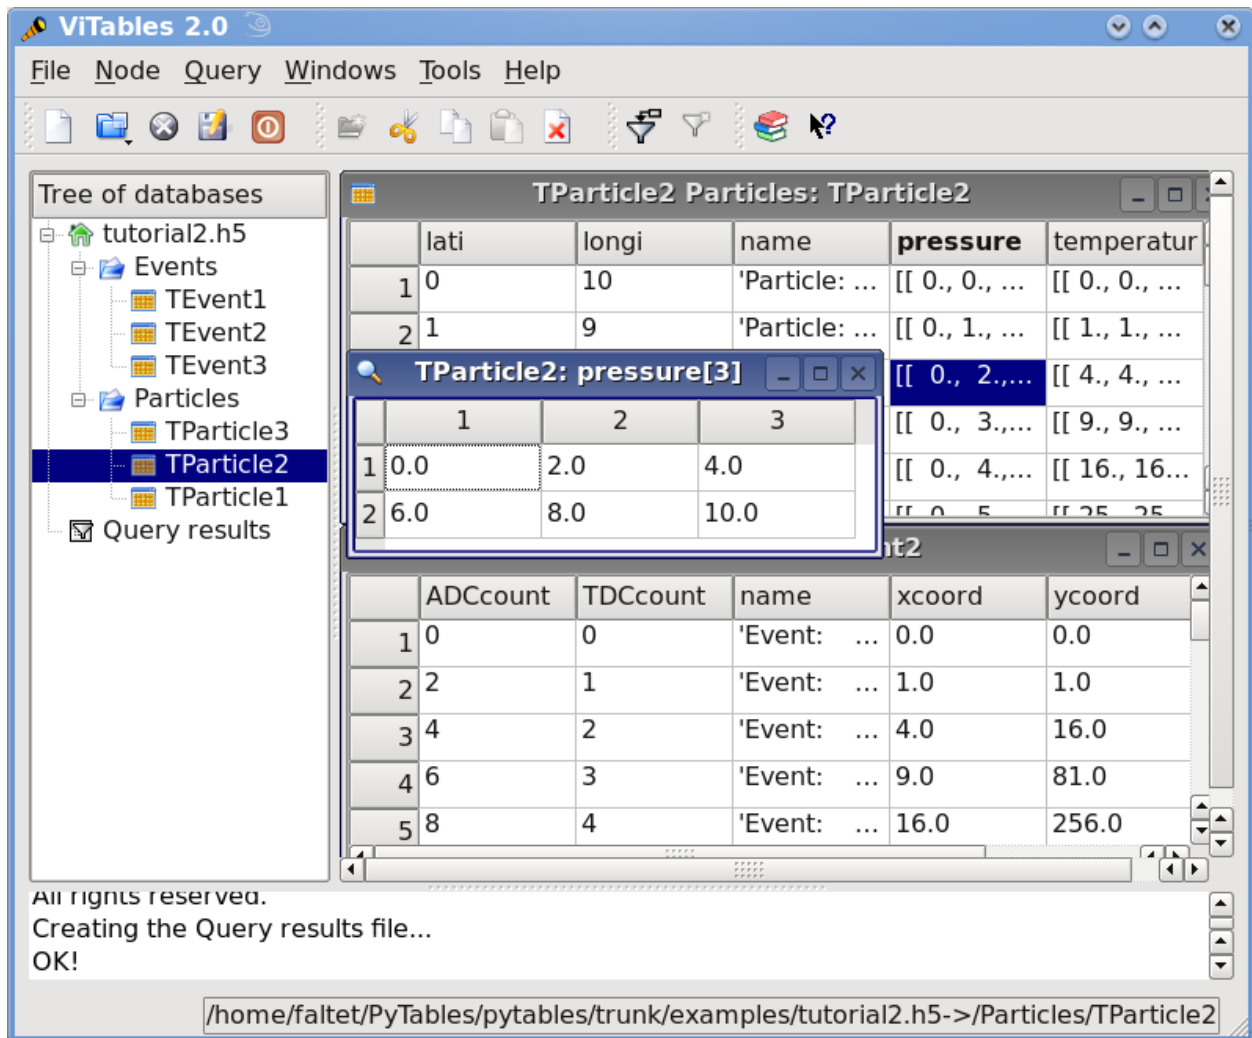 ViTables 2.0
File Node Query Windows Tools Help
Tree of databases
tutorial2.h5
Events
TEvent1
TEvent2
TEvent3
Particles
TParticle3
TParticle2
TParticle1
Query results
TParticle2 Particles: TParticle2
lati longi name pressure temperatur
1 0 10 'Particle: ... [[ 0., 0., ... [[ 0., 0., ...
2 1 9 'Particle: ... [[ 0., 1., ... [[ 1., 1., ...
[[ 0., 2.,... [[ 4., 4., ...
[[ 0., 3.,... [[ 9., 9., ...
[[ 0., 4.,... [[ 16., 16...
TParticle2: pressure[3]
1 2 3
1 0.0 2.0 4.0
2 6.0 8.0 10.0
nt2
ADCcount TDCcount name xcoord ycoord
1 0 0 'Event: ... 0.0 0.0
2 2 1 'Event: ... 1.0 1.0
3 4 2 'Event: ... 4.0 16.0
4 6 3 'Event: ... 9.0 81.0
5 8 4 'Event: ... 16.0 256.0
All rights reserved.
Creating the Query results file...
OK!
/home/faltet/PyTables/pytables/trunk/examples/tutorial2.h5->/Particles/TParticle2